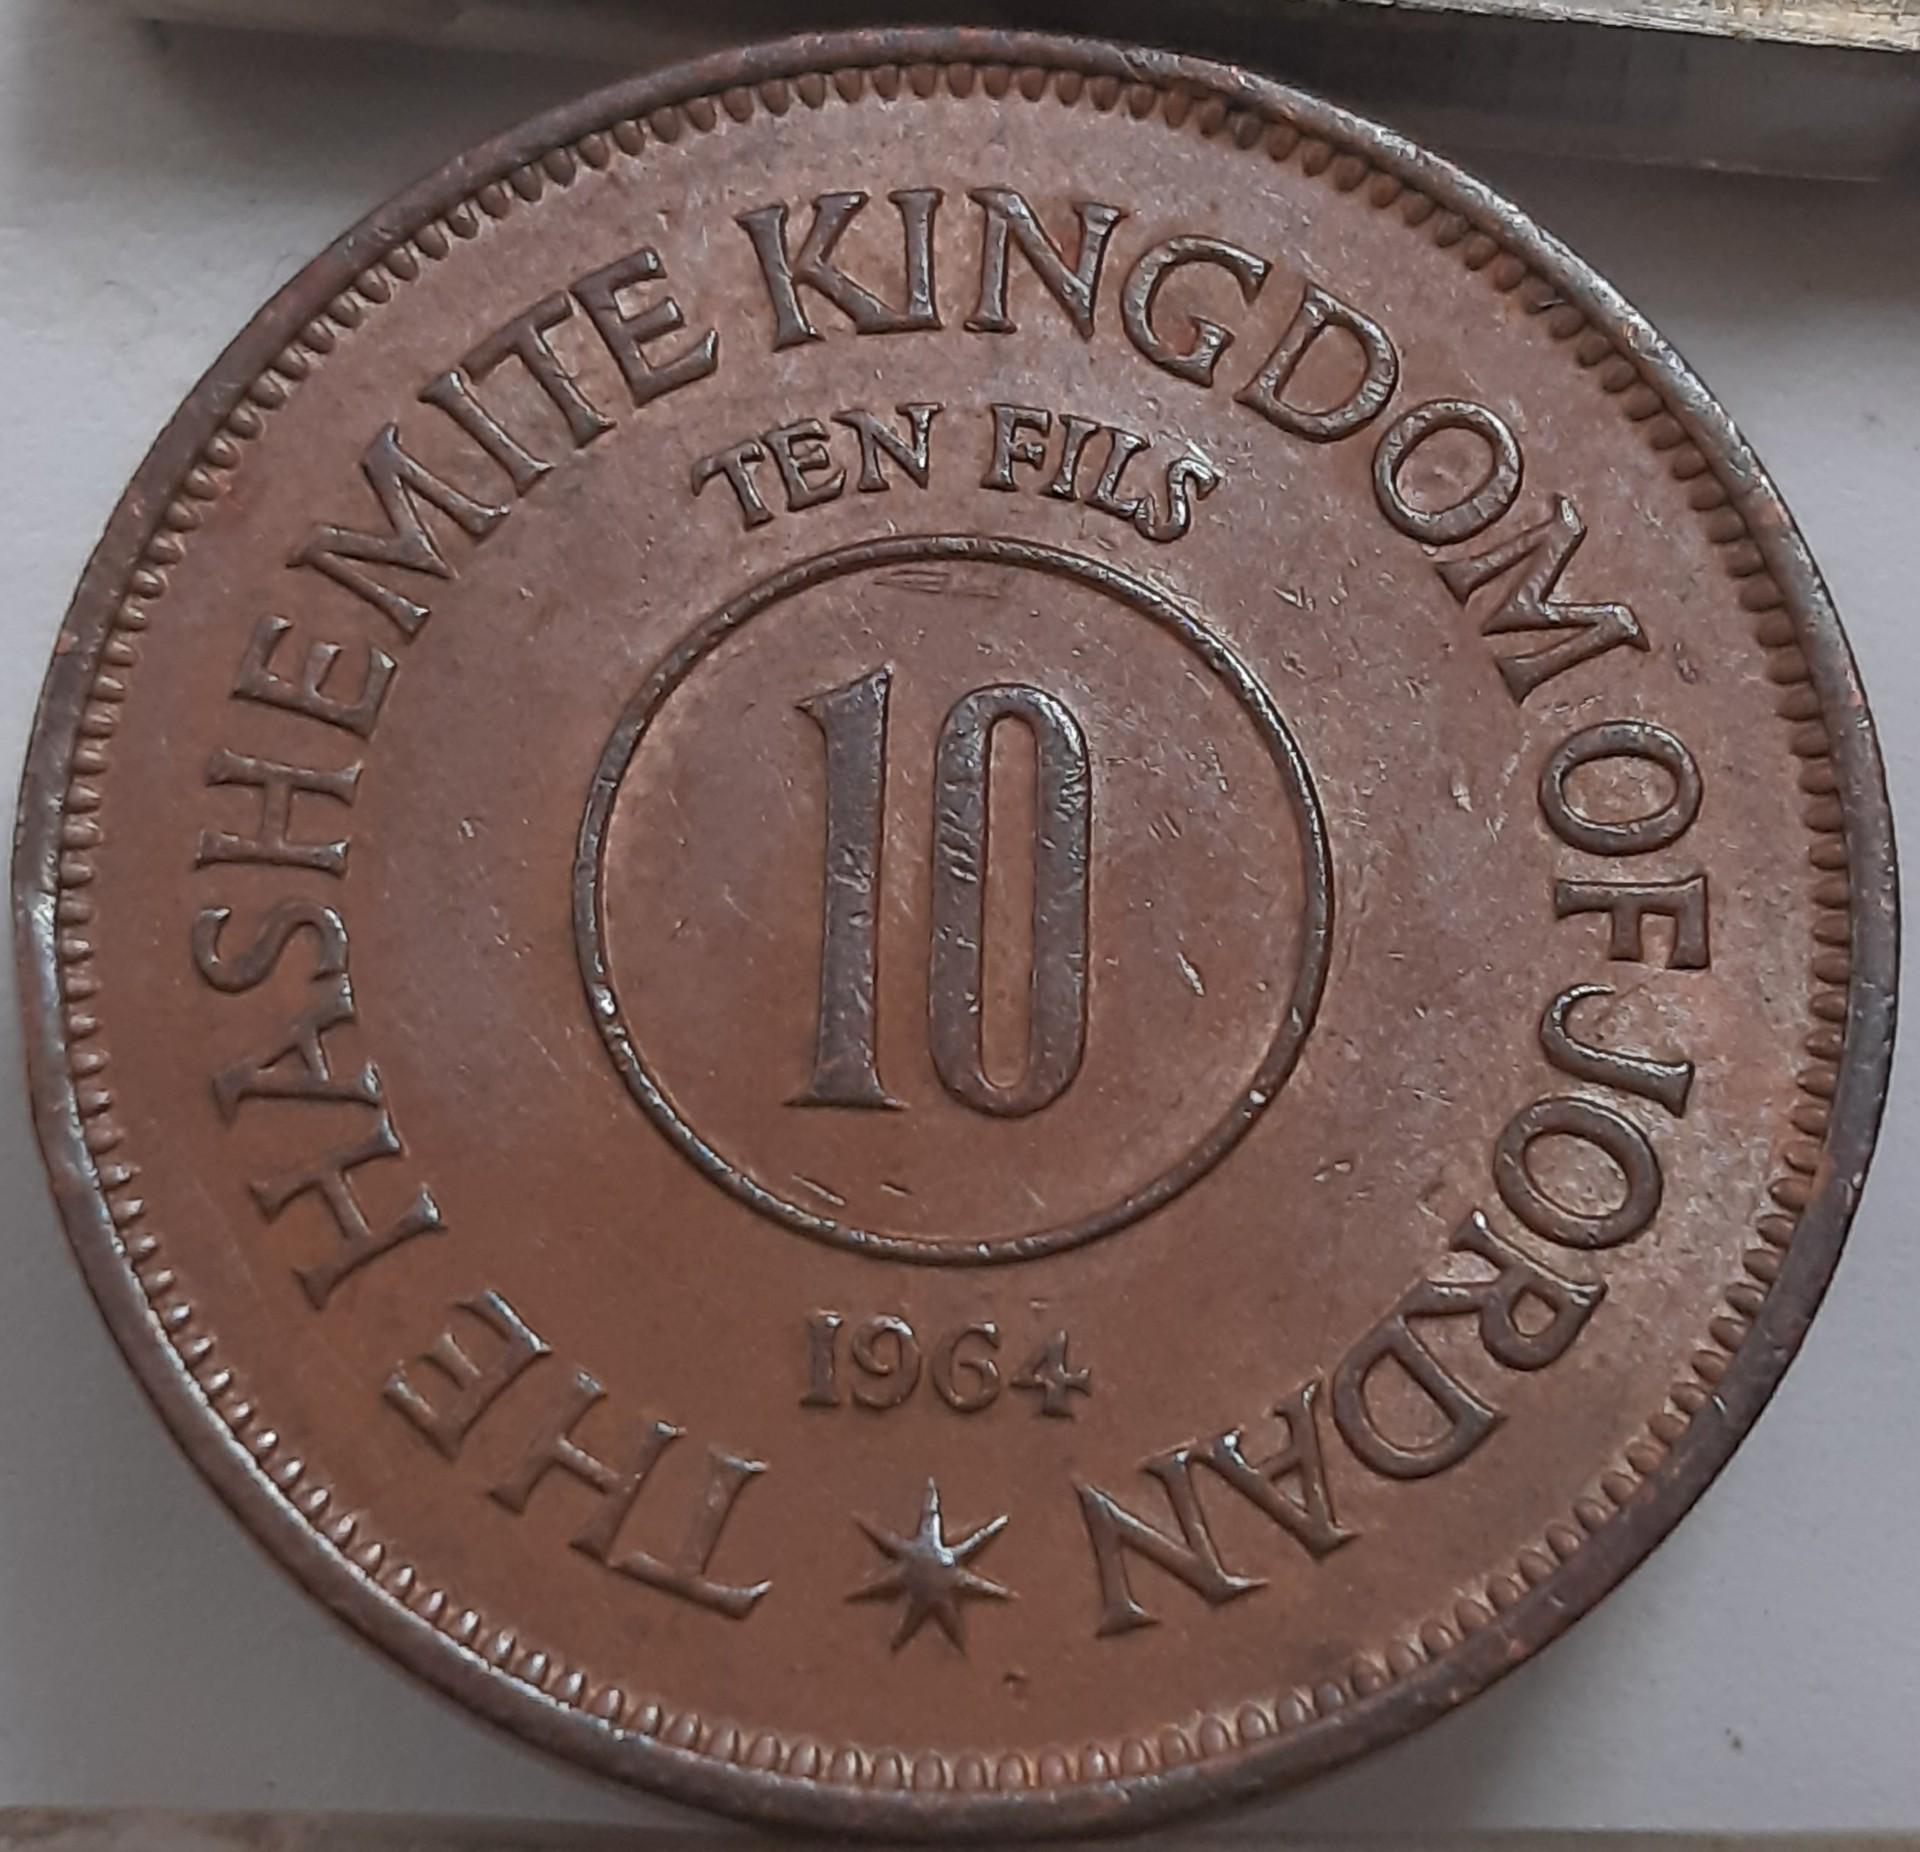 THE HASHEMITE KINGDOM OF JORDAN
TEN FILS
10
1964